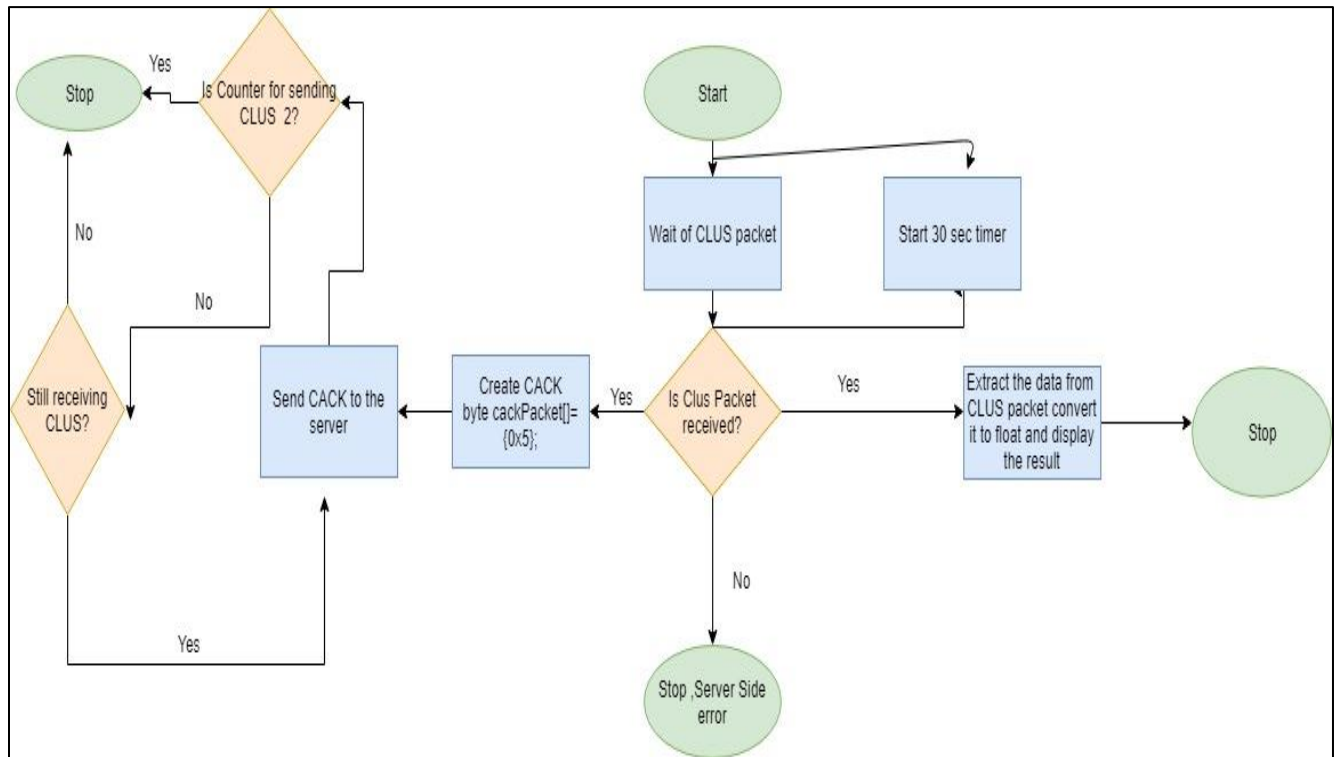 Yes
Stop
Is Counter for sending
CLUS 2?
Start
No
Wait of CLUS packet
Start 30 sec timer
No
Still receiving
CLUS?
Send CACK to the
server
Create CACK
byte cackPacket[]=
{0x5};
Yes
Is Clus Packet
received?
Yes
Extract the data from
CLUS packet convert
it to float and display
the result
Stop
No
Yes
Stop ,Server Side
error